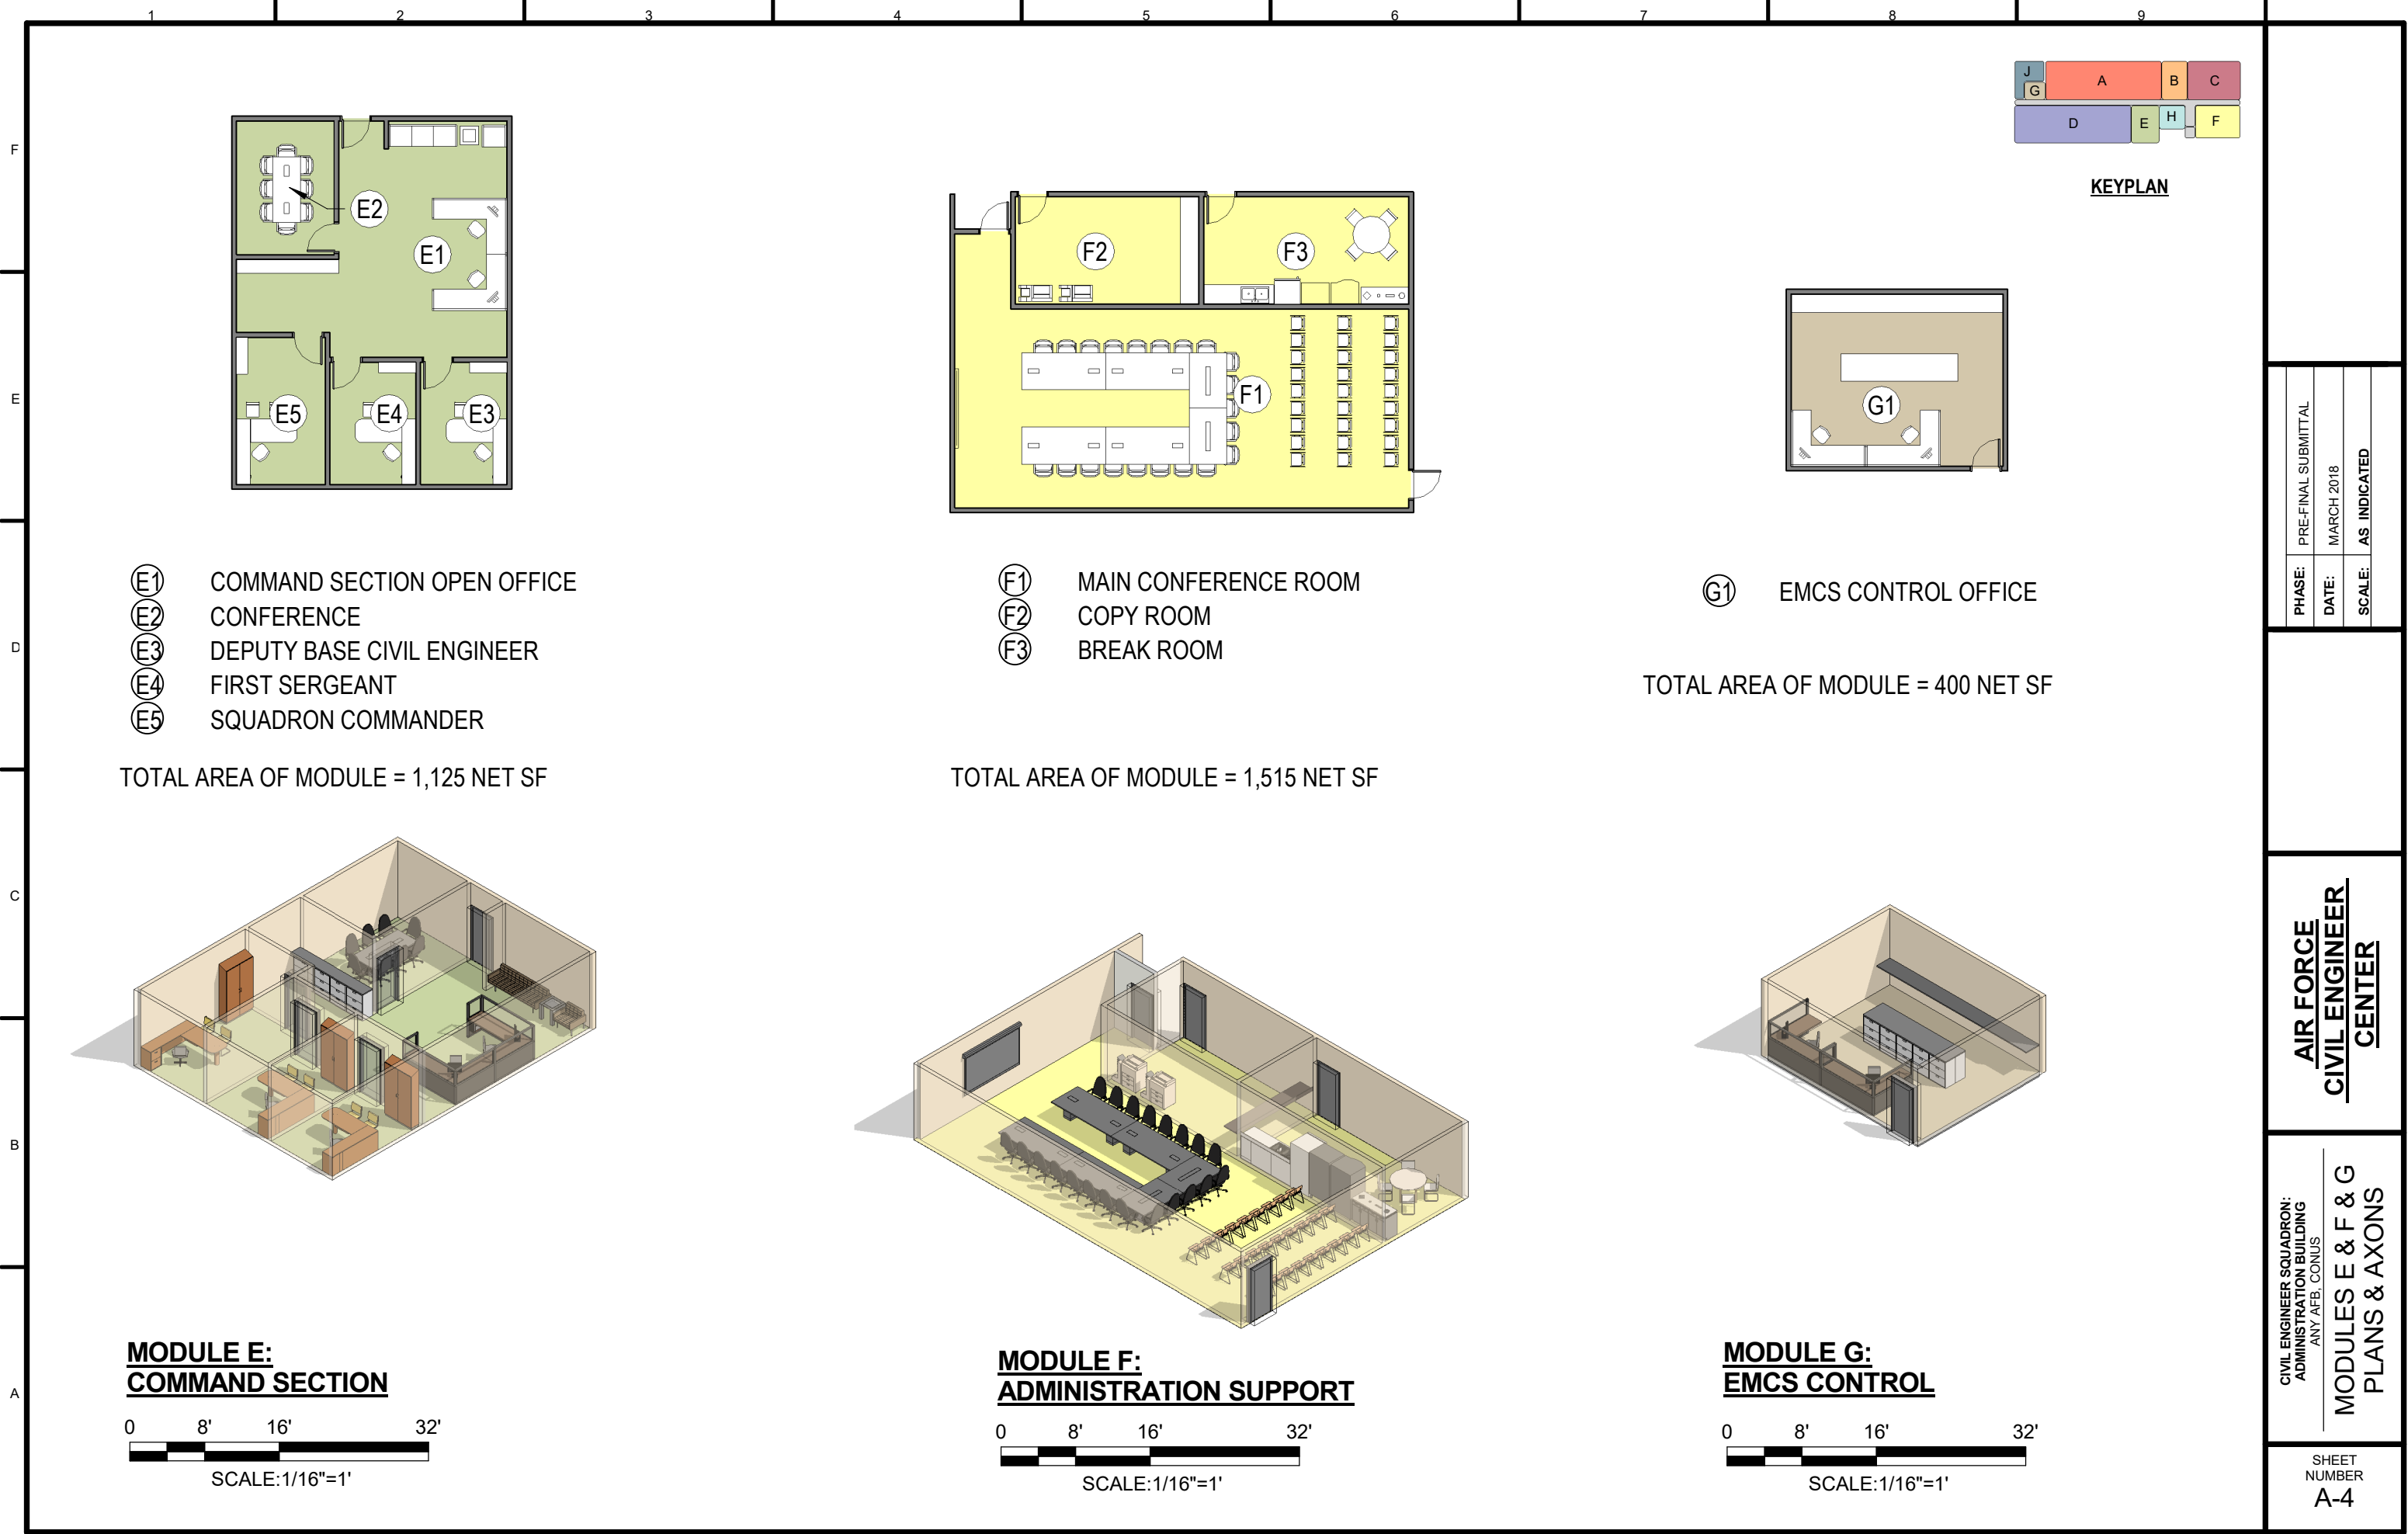 1 2 3 4 5 6 7 8 9
F
E
D
C
B
A
J
G
A
B
C
D
E
H
F
KEYPLAN
E2
E1
E5
E4
E3
F2
F3
F1
G1
E1 COMMAND SECTION OPEN OFFICE
E2 CONFERENCE
E3 DEPUTY BASE CIVIL ENGINEER
E4 FIRST SERGEANT
E5 SQUADRON COMMANDER
TOTAL AREA OF MODULE = 1,125 NET SF
F1 MAIN CONFERENCE ROOM
F2 COPY ROOM
F3 BREAK ROOM
TOTAL AREA OF MODULE = 1,515 NET SF
G1 EMCS CONTROL OFFICE
TOTAL AREA OF MODULE = 400 NET SF
MODULE E:
COMMAND SECTION
0 8' 16' 32'
SCALE:1/16"=1'
MODULE F:
ADMINISTRATION SUPPORT
0 8' 16' 32'
SCALE:1/16"=1'
MODULE G:
EMCS CONTROL
0 8' 16' 32'
SCALE:1/16"=1'
PHASE: PRE-FINAL SUBMITTAL
DATE: MARCH 2018
SCALE: AS INDICATED
AIR FORCE
CIVIL ENGINEER
CENTER
CIVIL ENGINEER SQUADRON:
ADMINISTRATION BUILDING
ANY AFB, CONUS
MODULES E & F & G
PLANS & AXONS
SHEET
NUMBER
A-4